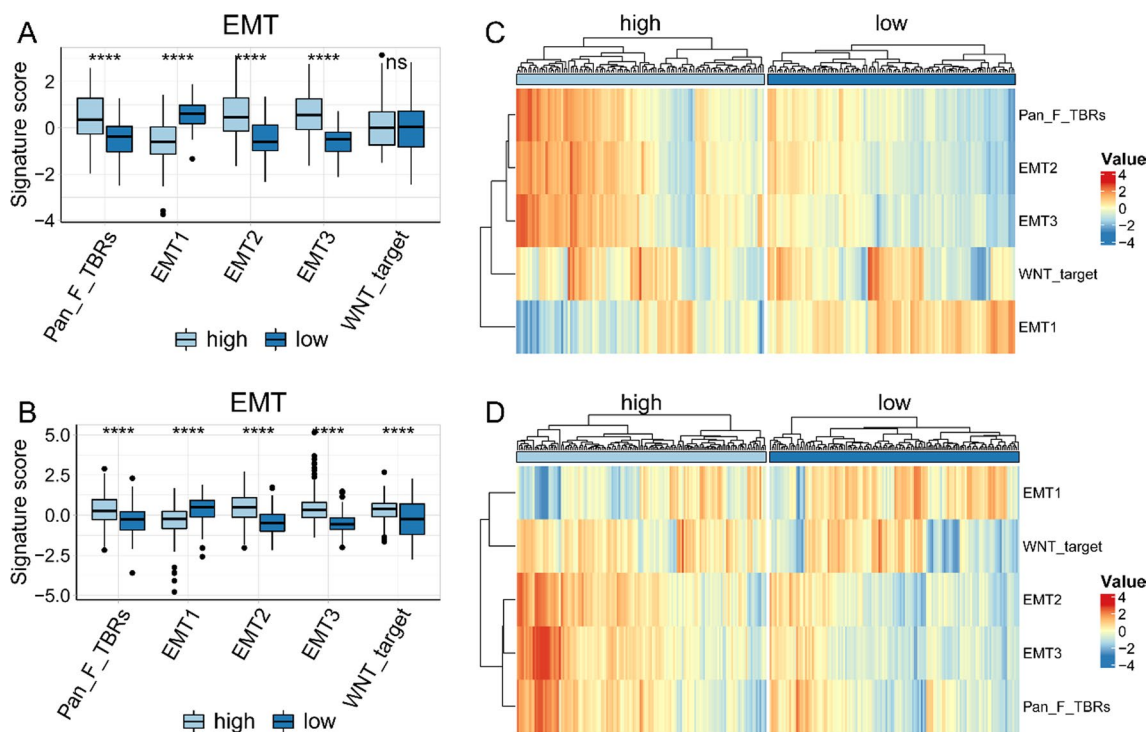 A
EMT
Signature score
2
0
−2
−4
**** **** **** **** ns
Pan_F_TBRs
EMT1
EMT2
EMT3
WNT_target
high low
C
high low
Pan_F_TBRs
EMT2
EMT3
WNT_target
EMT1
Value
4
2
0
−2
−4
B
EMT
Signature score
5.0
2.5
0.0
−2.5
−5.0
**** **** **** **** ****
Pan_F_TBRs
EMT1
EMT2
EMT3
WNT_target
high low
D
high low
EMT1
WNT_target
EMT2
EMT3
Pan_F_TBRs
Value
4
2
0
−2
−4